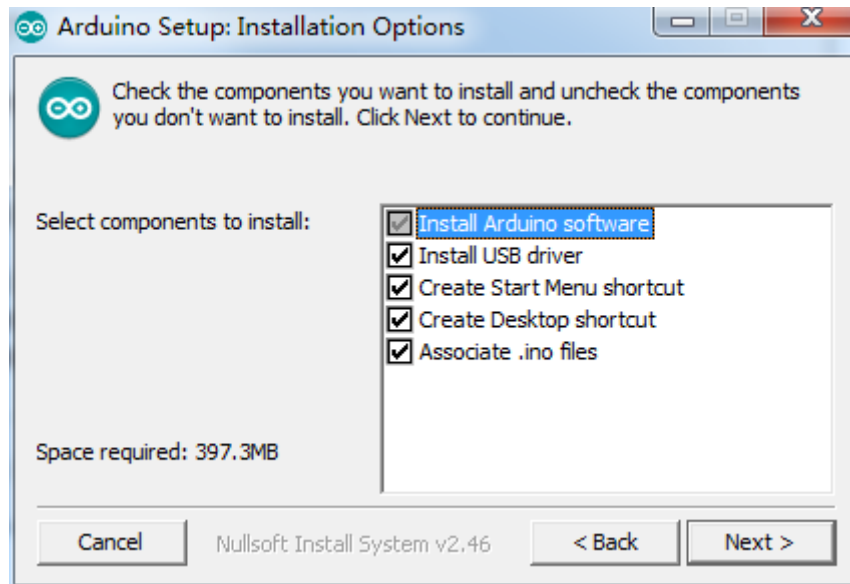 Arduino Setup: Installation Options
Check the components you want to install and uncheck the components
you don't want to install. Click Next to continue.
Select components to install:
Install Arduino software
Install USB driver
Create Start Menu shortcut
Create Desktop shortcut
Associate .ino files
Space required: 397.3MB
Cancel
Nullsoft Install System v2.46
< Back
Next >